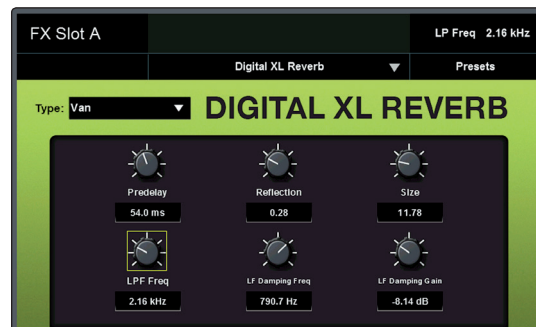 FX Slot A
LP Freq 2.16 kHz
Digital XL Reverb
Presets
Type: Van
DIGITAL XL REVERB
Predelay
Reflection
Size
54.0 ms
0.28
11.78
LPF Freq
LF Damping Freq
LF Damping Gain
2.16 kHz
790.7 Hz
-8.14 dB